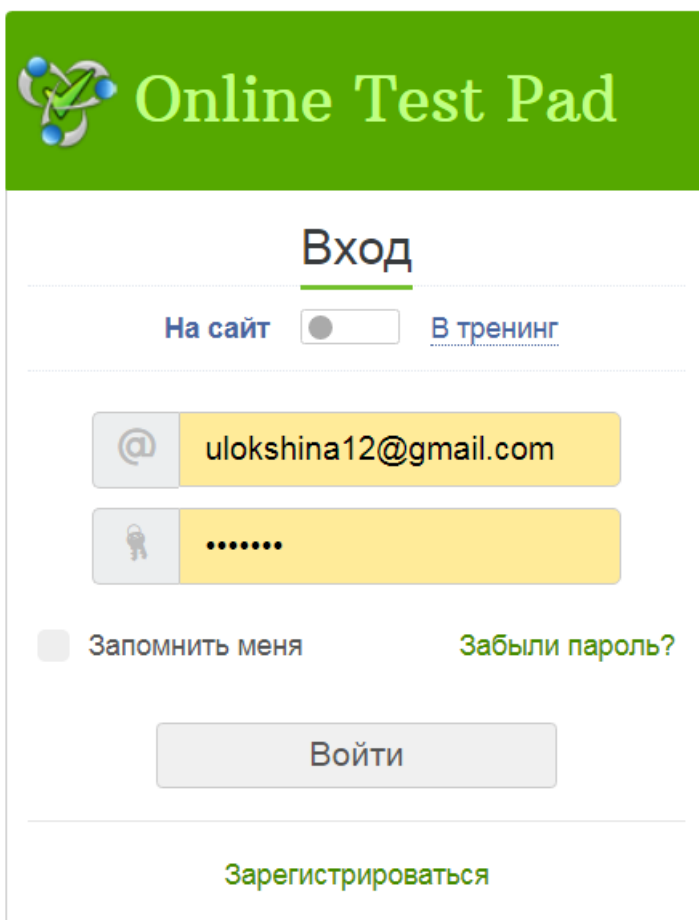 Online Test Pad
Вход
На сайт В тренинг
@ ulokshina12@gmail.com
•••••••
Запомнить меня Забыли пароль?
Войти
Зарегистрироваться